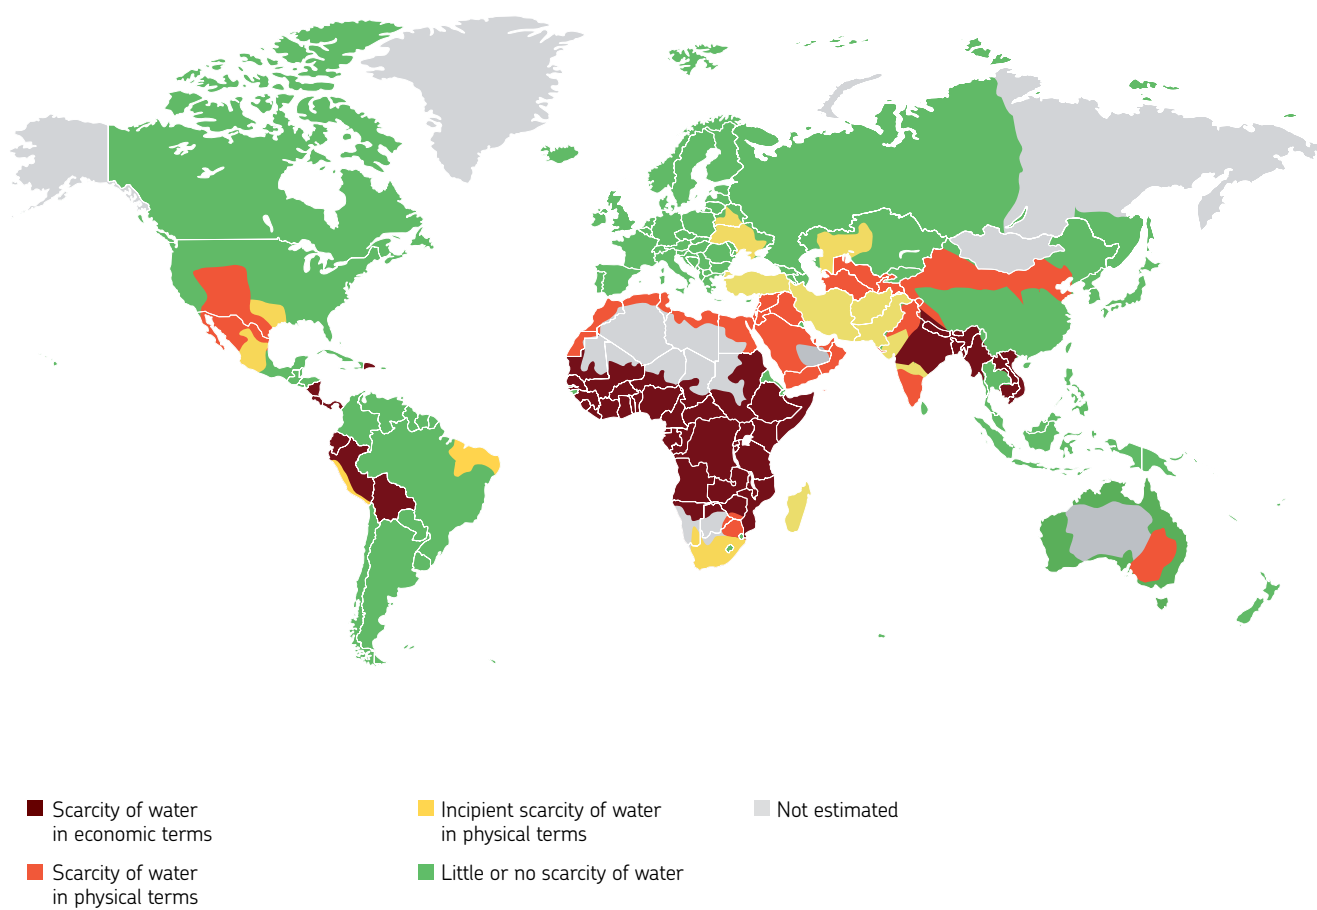 Scarcity of water
in economic terms
Scarcity of water
in physical terms
Incipient scarcity of water
in physical terms
Little or no scarcity of water
Not estimated